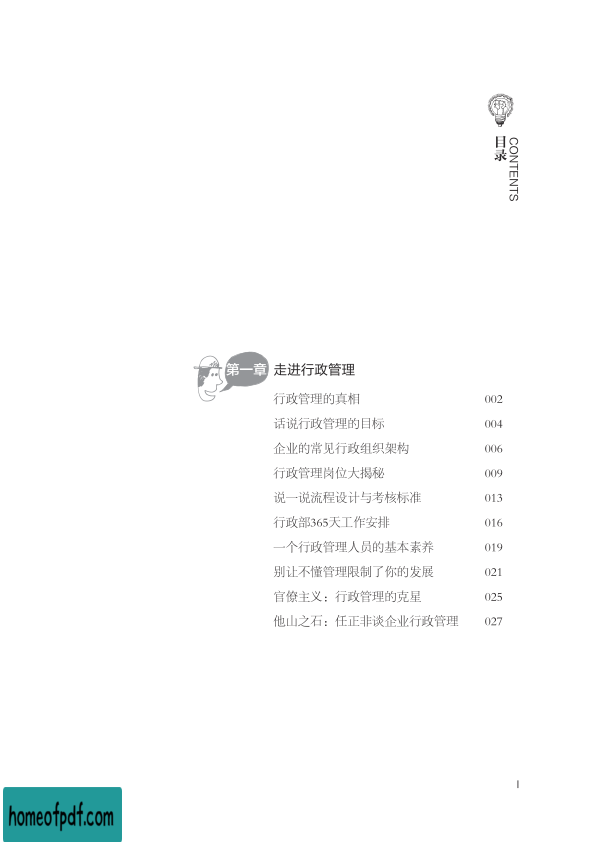 目录
CONTENTS
第一章 走进行政管理
行政管理的真相 002
话说行政管理的目标 004
企业的常见行政组织架构 006
行政管理岗位大揭秘 009
说一说流程设计与考核标准 013
行政部365天工作安排 016
一个行政管理人员的基本素养 019
别让不懂管理限制了你的发展 021
官僚主义：行政管理的克星 025
他山之石：任正非谈企业行政管理 027
I
homeofpdf.com